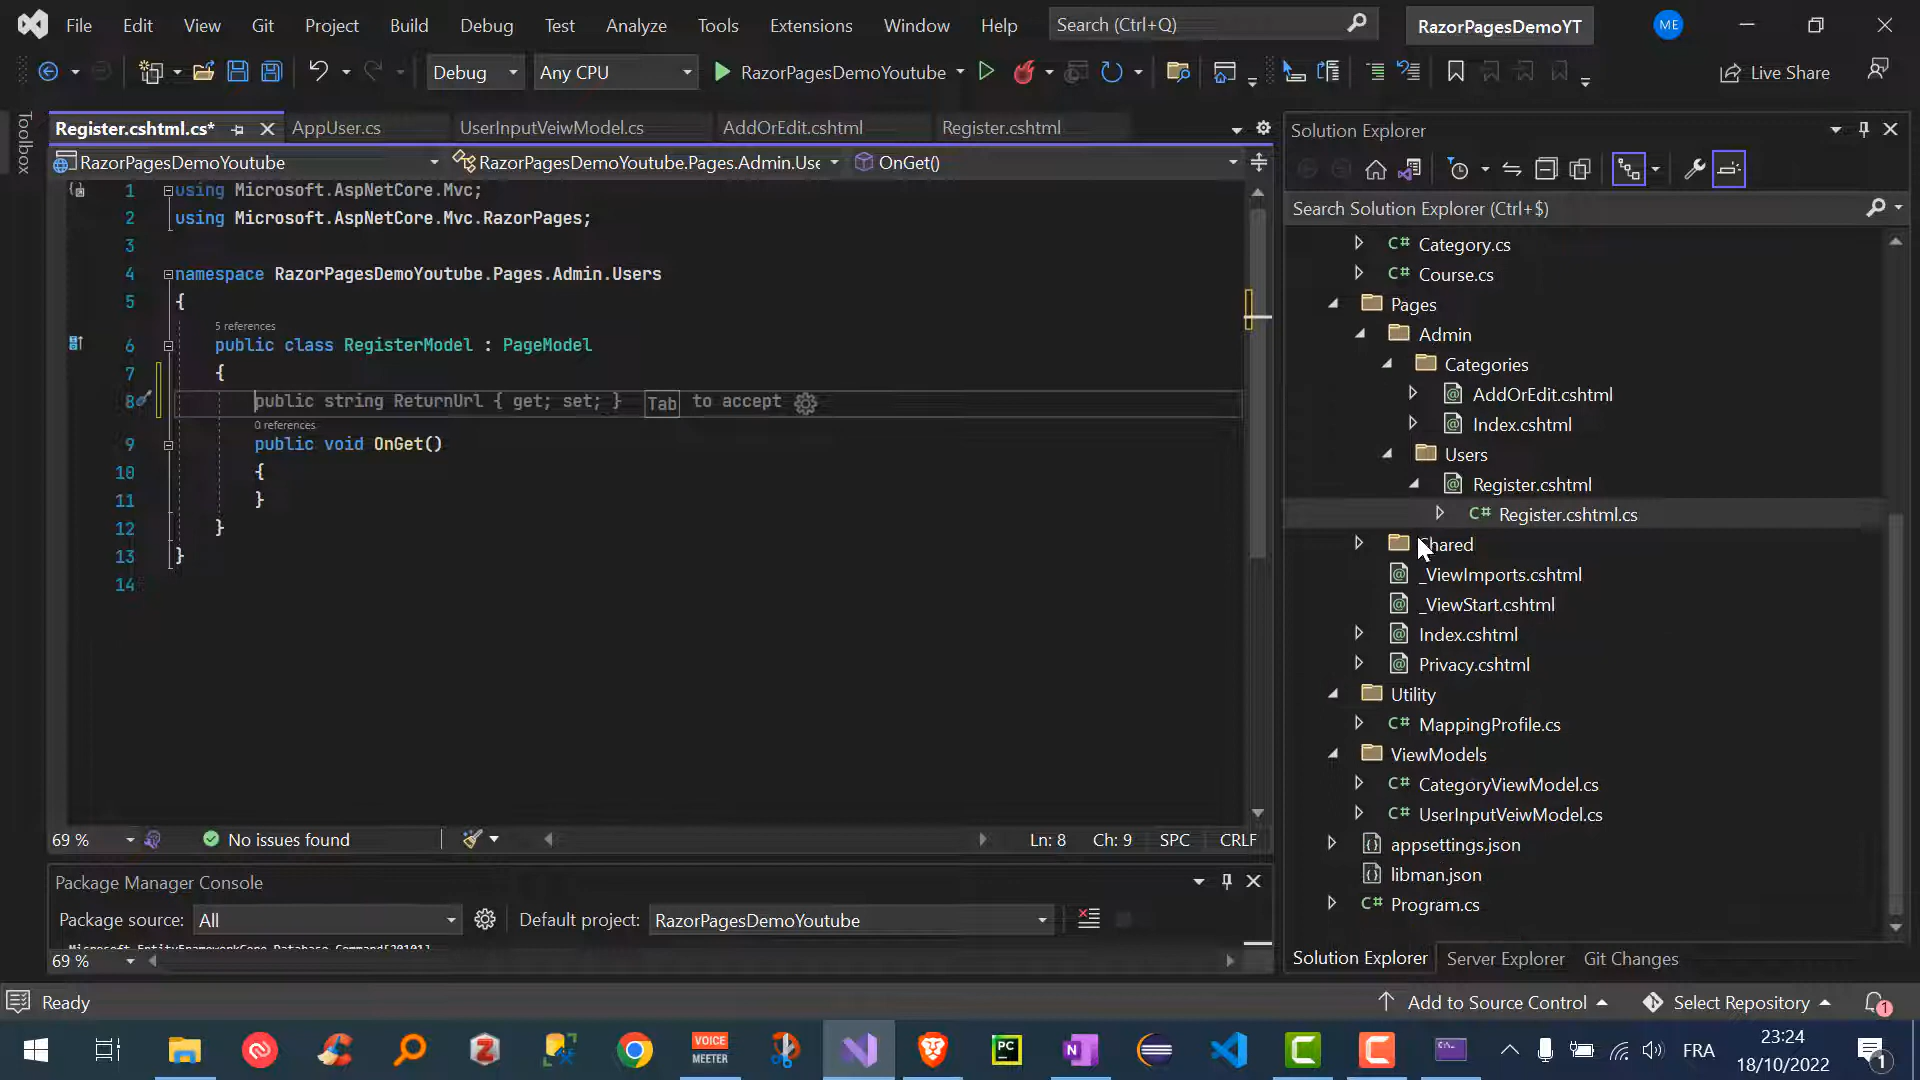 File Edit View Git Project Build Debug Test Analyze Tools Extensions Window Help Search (Ctrl+Q) RazorPagesDemoYT ME
Debug Any CPU RazorPagesDemoYoutube Live Share
Toolbox
Register.cshtml.cs* AppUser.cs UserInputVeiwModel.cs AddOrEdit.cshtml Register.cshtml
RazorPagesDemoYoutube RazorPagesDemoYoutube.Pages.Admin.Use OnGet()
1 using Microsoft.AspNetCore.Mvc;
2 using Microsoft.AspNetCore.Mvc.RazorPages;
3
4 namespace RazorPagesDemoYoutube.Pages.Admin.Users
5 {
5 references
6 public class RegisterModel : PageModel
7 {
8 public string ReturnUrl { get; set; } Tab to accept
0 references
9 public void OnGet()
10 {
11 }
12 }
13 }
14
69 % No issues found Ln: 8 Ch: 9 SPC CRLF
Package Manager Console
Package source: All Default project: RazorPagesDemoYoutube
Microsoft.EntityFrameworkCore.Database.Command[20101]
69 %
Solution Explorer
Search Solution Explorer (Ctrl+$)
C# Category.cs
C# Course.cs
Pages
Admin
Categories
AddOrEdit.cshtml
Index.cshtml
Users
Register.cshtml
C# Register.cshtml.cs
Shared
_ViewImports.cshtml
_ViewStart.cshtml
Index.cshtml
Privacy.cshtml
Utility
C# MappingProfile.cs
ViewModels
C# CategoryViewModel.cs
C# UserInputVeiwModel.cs
appsettings.json
libman.json
C# Program.cs
Solution Explorer Server Explorer Git Changes
Ready Add to Source Control Select Repository 1
VOICE
MEETER
PC
N
FRA
23:24
18/10/2022
1